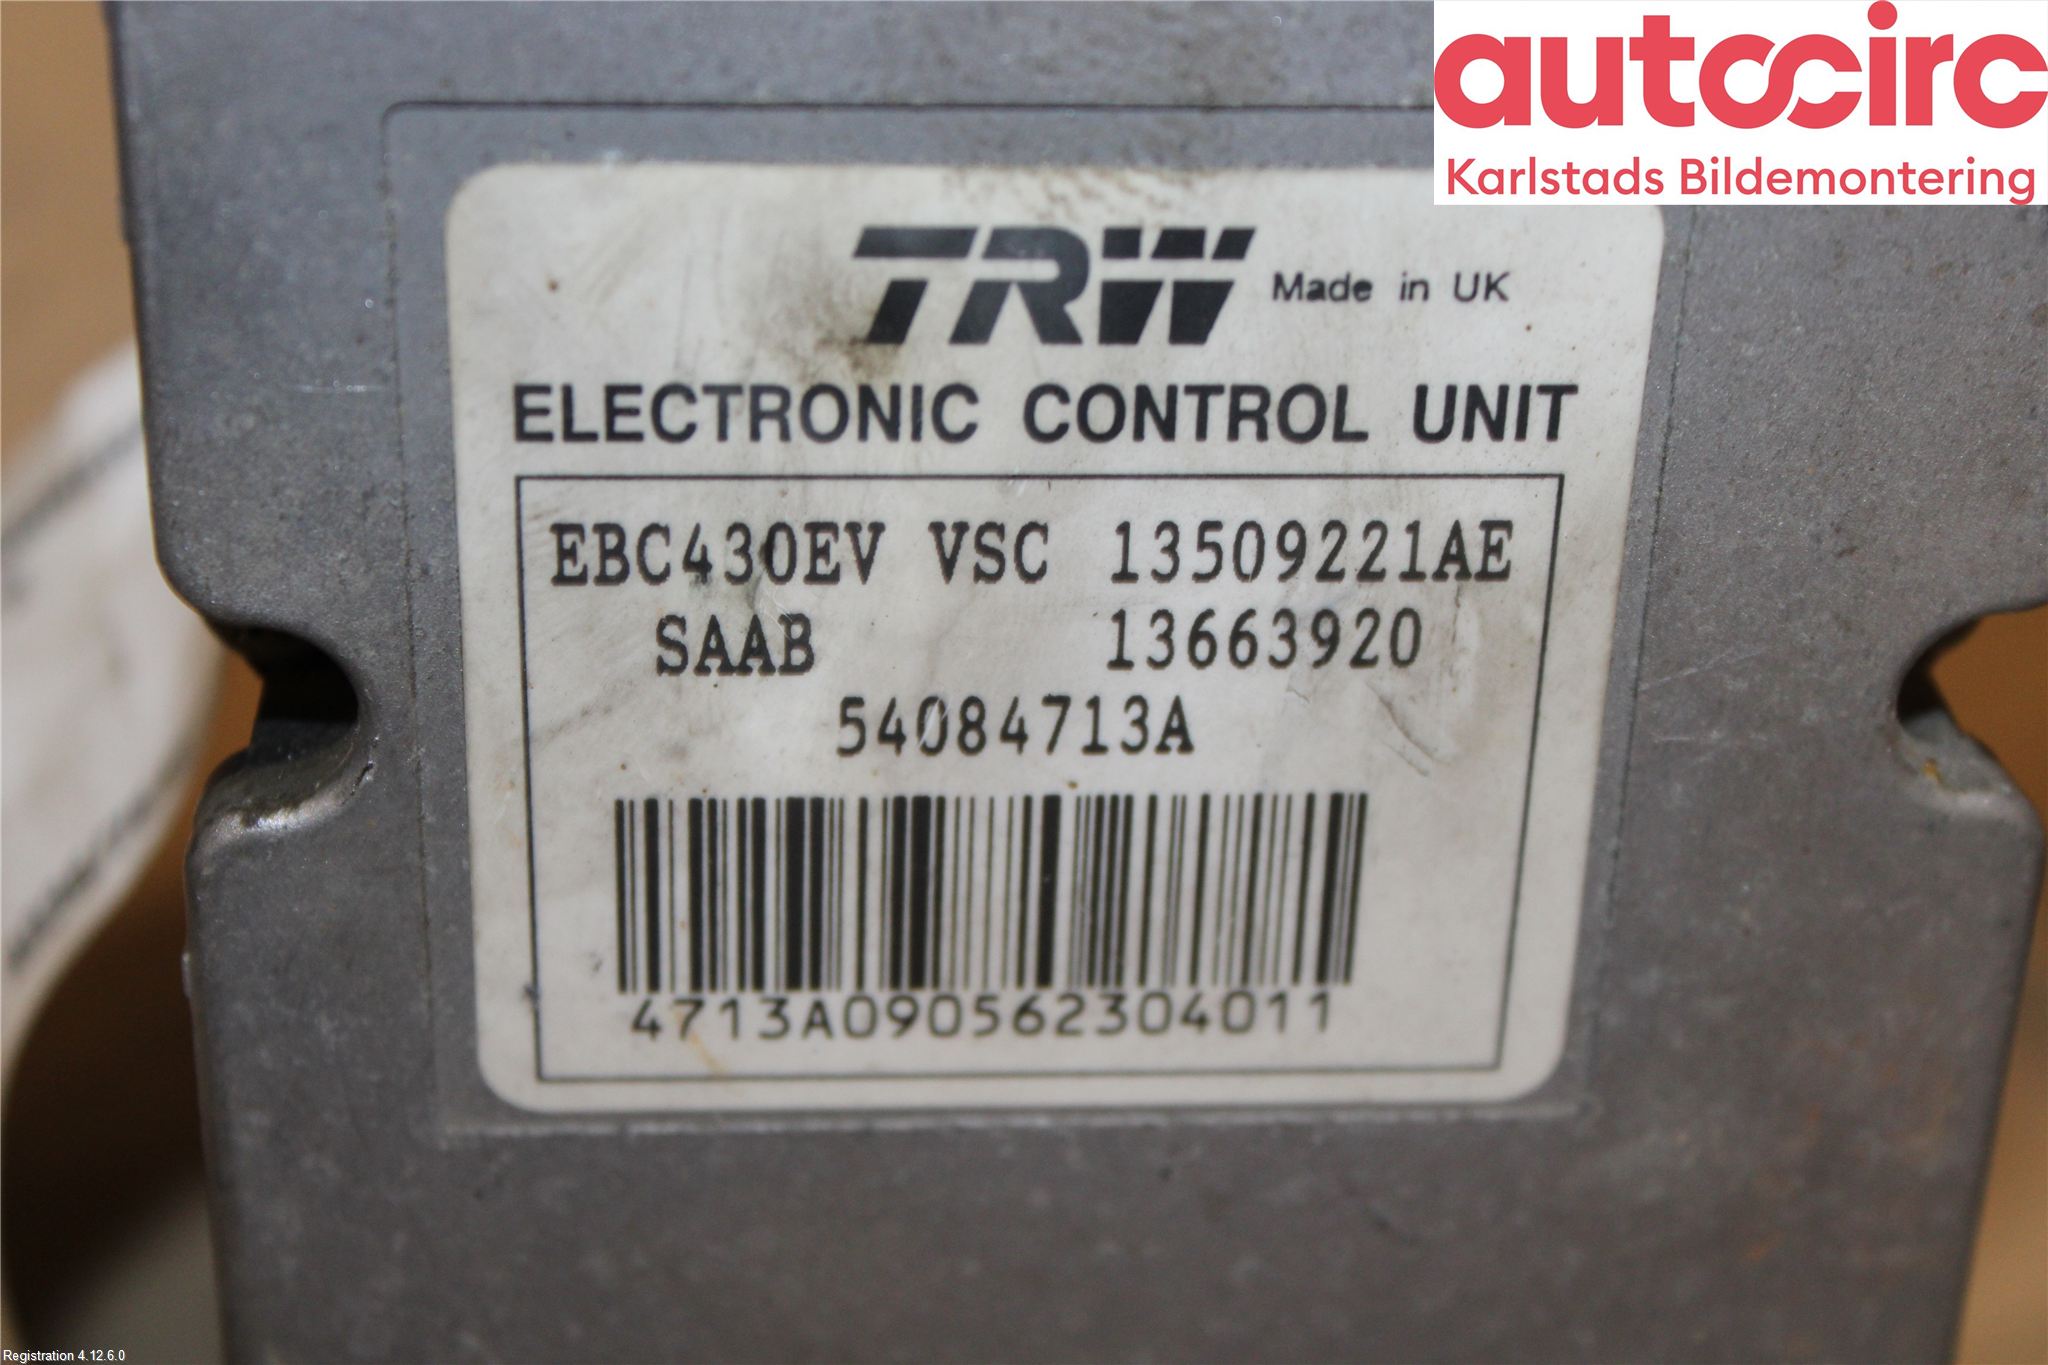 autocirc
Karlstads Bildemontering
TRW Made in UK
ELECTRONIC CONTROL UNIT
EBC430EV VSC 13509221AE
SAAB 13663920
54084713A
4713A090562304011
Registration 4.12.6.0